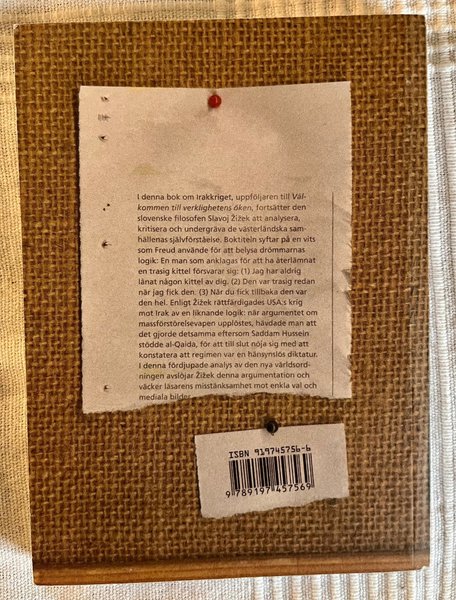 I denna bok om Irakkriget, uppföljaren till Väl-
kommen till verklighetens öken, fortsätter den
slovenske filosofen Slavoj Žižek att analysera,
kritisera och undergräva de västerländska sam-
hällenas självförståelse. Boktiteln syftar på en vits
som Freud använde för att belysa drömmarnas
logik: En man som anklagas för att ha återlämnat
en trasig kittel försvarar sig: (1) Jag har aldrig
lånat någon kittel av dig. (2) Den var trasig redan
när jag fick den. (3) När du fick tillbaka den var
den hel. Enligt Žižek rättfärdigades USA:s krig
mot Irak av en liknande logik: när argumentet om
massförstörelsevapen upplöstes, hävdade man att
det gjorde detsamma eftersom Saddam Hussein
stödde al-Qaida, för att till slut nöja sig med att
konstatera att regimen var en hänsynslös diktatur.
I denna fördjupade analys av den nya världsord-
ningen avslöjar Žižek denna argumentation och
väcker läsarens misstänksamhet mot enkla val och
mediala bilder.
ISBN 919745756-6
9 789197 457569